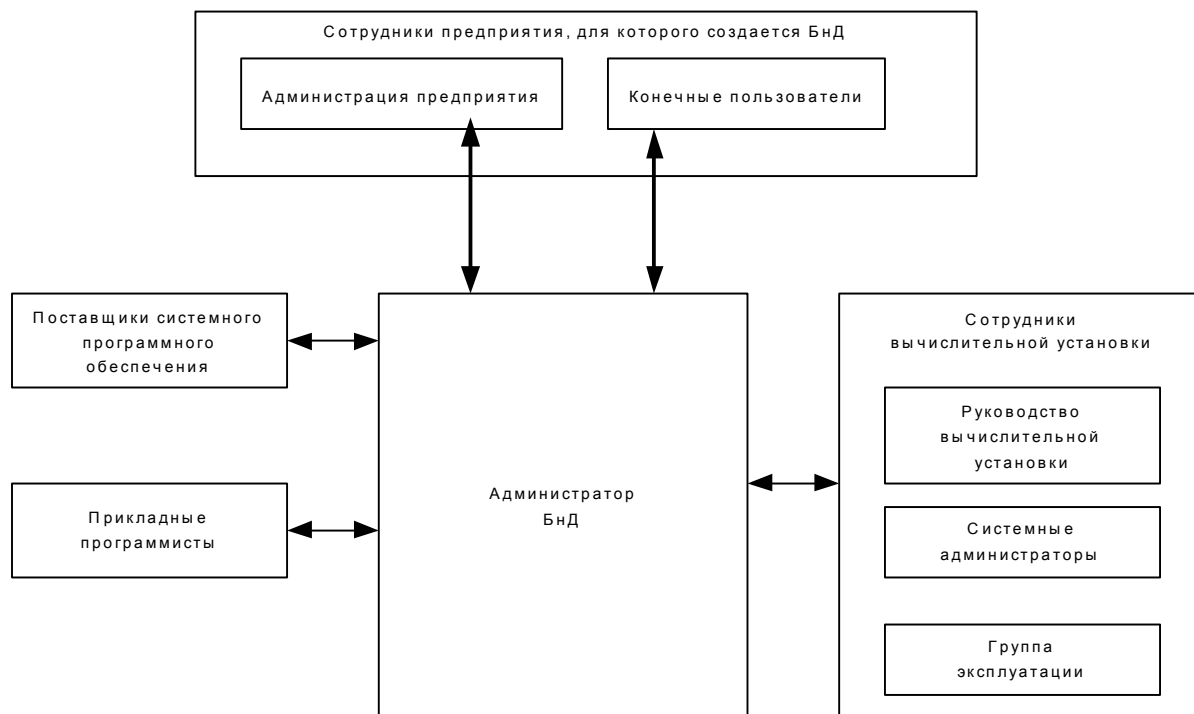 Сотрудники предприятия, для которого создается БнД
Администрация предприятия
Конечные пользователи
Поставщики системного
программного
обеспечения
Прикладные
программисты
Администратор
БнД
Сотрудники
вычислительной установки
Руководство
вычислительной
установки
Системные
администраторы
Группа
эксплуатации